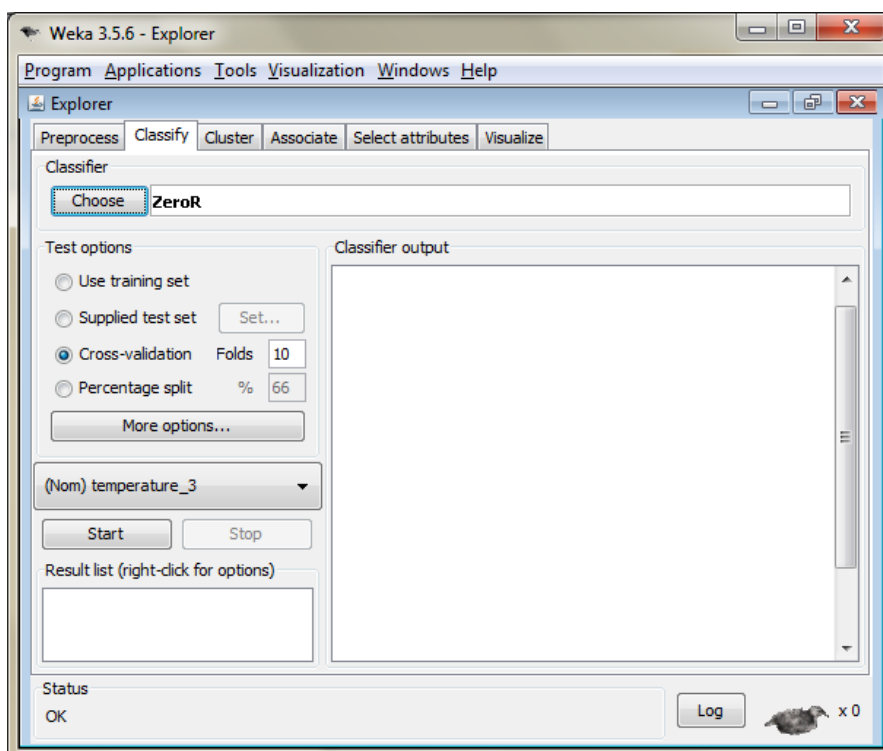 Weka 3.5.6 - Explorer
Program Applications Tools Visualization Windows Help
Explorer
Preprocess Classify Cluster Associate Select attributes Visualize
Classifier
Choose ZeroR
Test options
Classifier output
Use training set
Supplied test set Set...
Cross-validation Folds 10
Percentage split % 66
More options...
(Nom) temperature_3
Start Stop
Result list (right-click for options)
Status
OK
Log
x 0